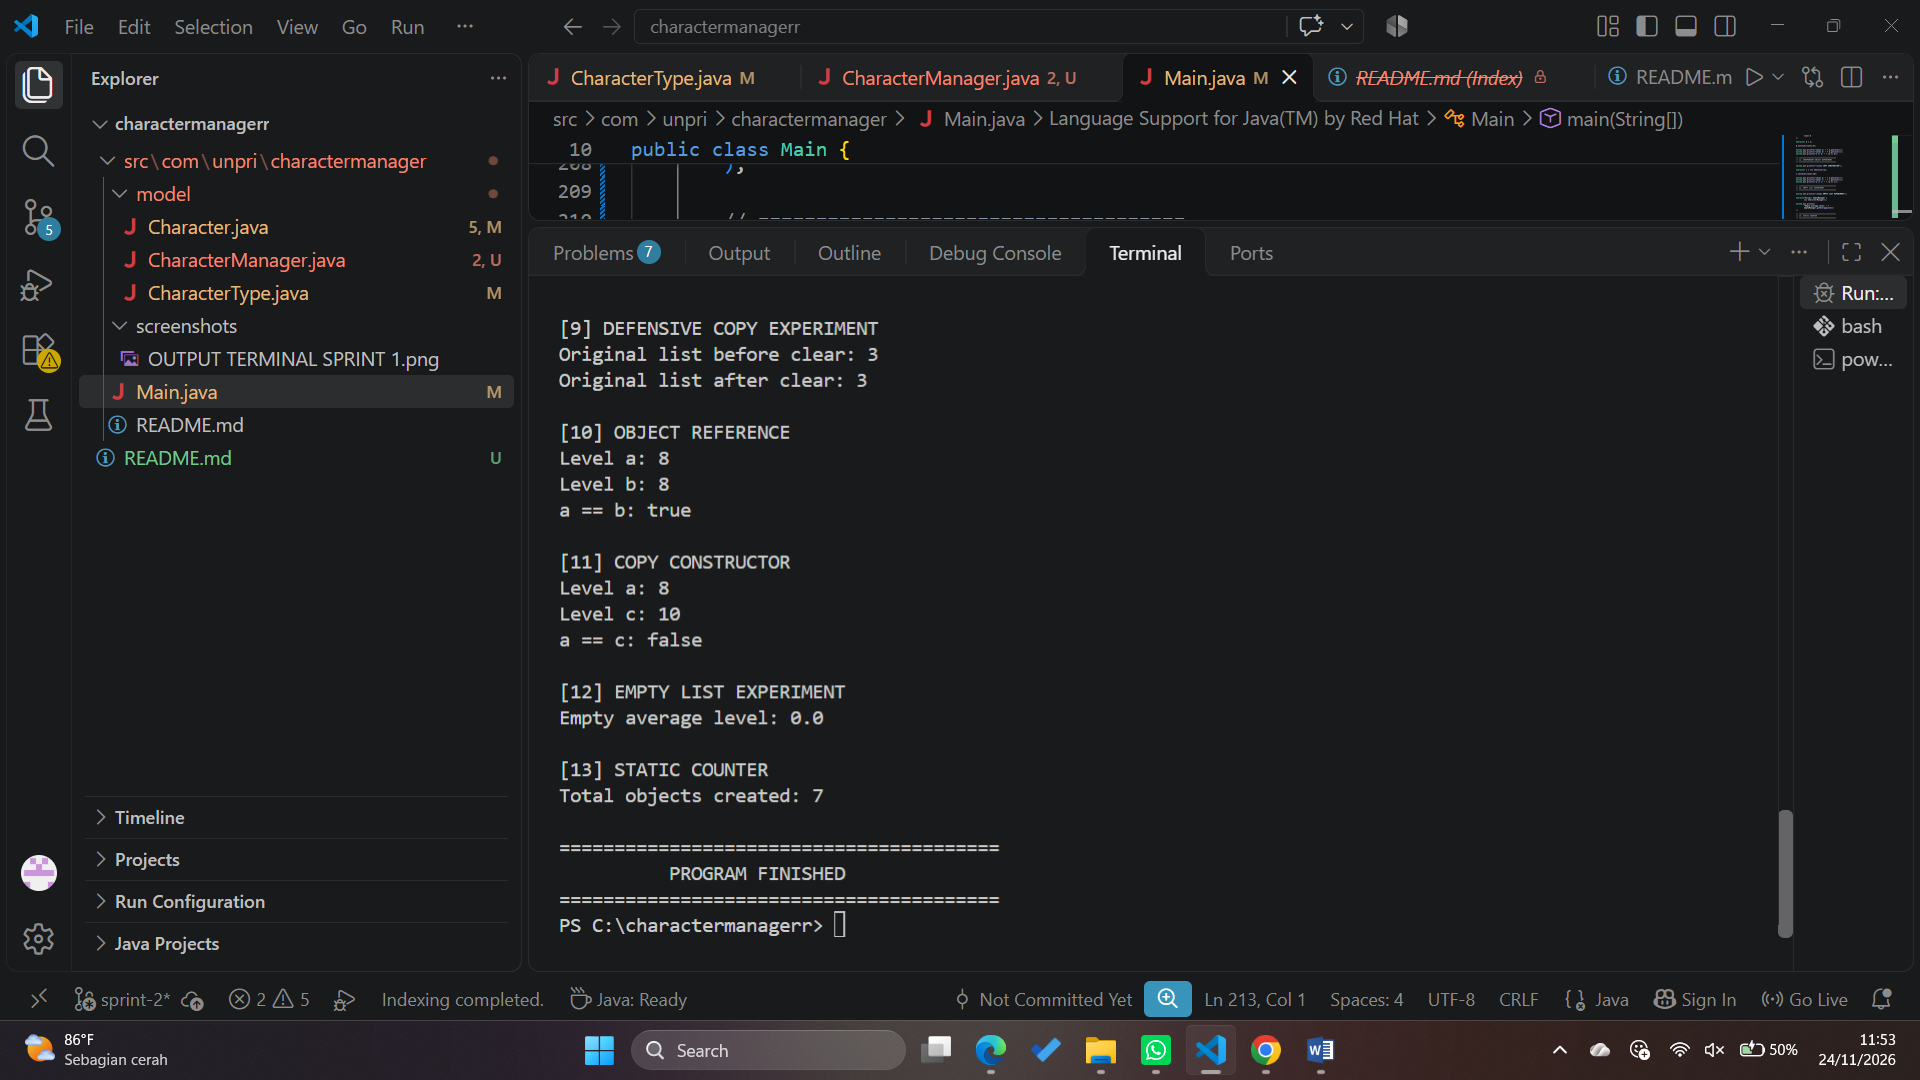 File Edit Selection View Go Run ···
charactermanagerr
Explorer ···
charactermanagerr
src\com\unpri\charactermanager
model
Character.java 5, M
CharacterManager.java 2, U
CharacterType.java M
screenshots
OUTPUT TERMINAL SPRINT 1.png
Main.java M
README.md
README.md U
5
Timeline
Projects
Run Configuration
Java Projects
CharacterType.java M
CharacterManager.java 2, U
Main.java M
README.md (Index)
README.m
src > com > unpri > charactermanager > Main.java > Language Support for Java(TM) by Red Hat > Main > main(String[])
10 public class Main {
208 );
209
210 // ======================================
Problems 7 Output Outline Debug Console Terminal Ports
Run:...
bash
pow...
[9] DEFENSIVE COPY EXPERIMENT
Original list before clear: 3
Original list after clear: 3
[10] OBJECT REFERENCE
Level a: 8
Level b: 8
a == b: true
[11] COPY CONSTRUCTOR
Level a: 8
Level c: 10
a == c: false
[12] EMPTY LIST EXPERIMENT
Empty average level: 0.0
[13] STATIC COUNTER
Total objects created: 7
========================================
PROGRAM FINISHED
========================================
PS C:\charactermanagerr>
sprint-2* 2 5 Indexing completed. Java: Ready Not Committed Yet Ln 213, Col 1 Spaces: 4 UTF-8 CRLF {} Java Sign In Go Live
86°F
Sebagian cerah
Search
50%
11:53
24/11/2026